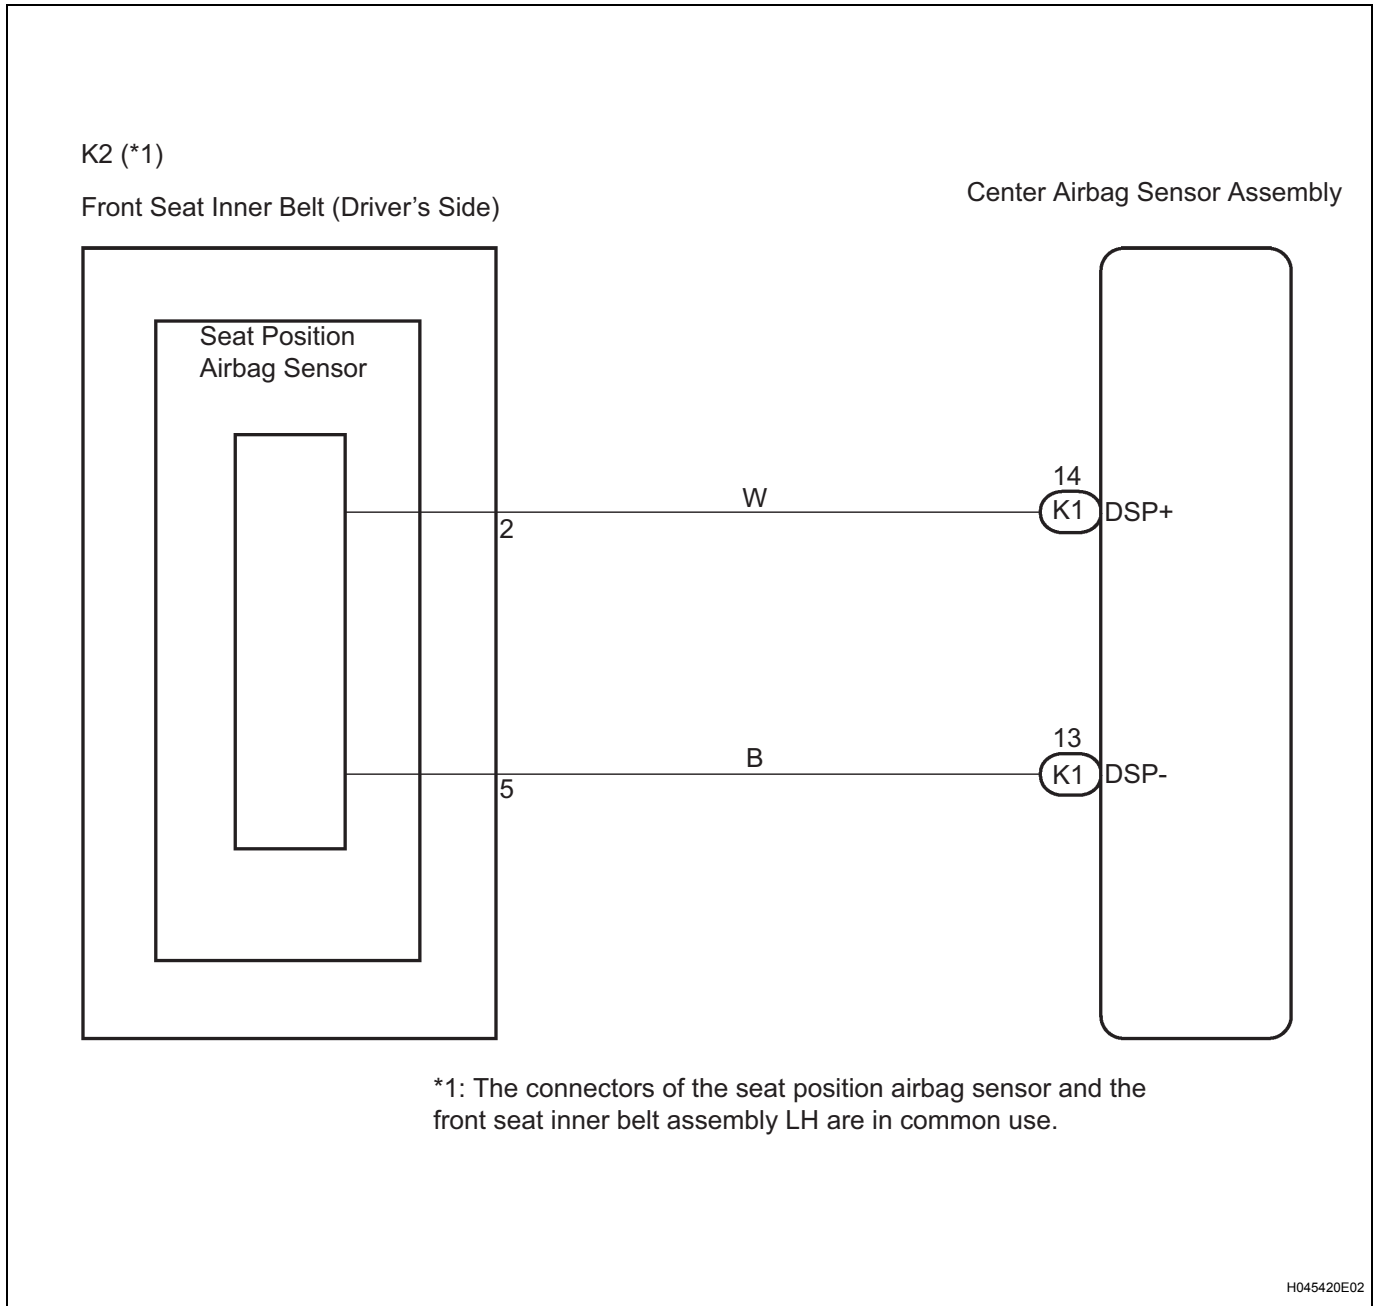 K2 (*1)
Front Seat Inner Belt (Driver’s Side)
Center Airbag Sensor Assembly
Seat Position
Airbag Sensor
W
2
14
K1
DSP+
B
5
13
K1
DSP-
*1: The connectors of the seat position airbag sensor and the
front seat inner belt assembly LH are in common use.
H045420E02